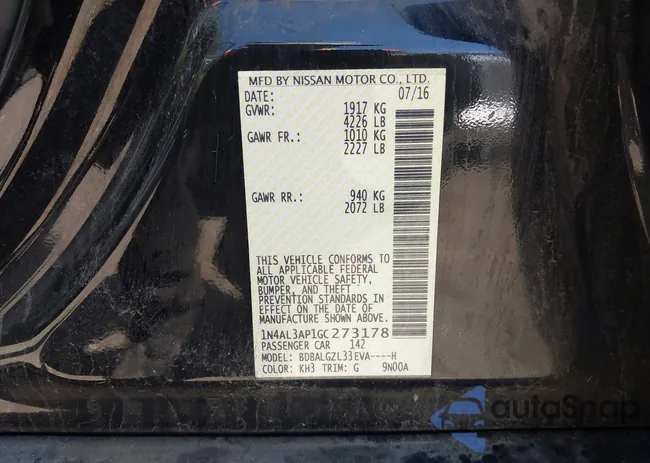 MFD BY NISSAN MOTOR CO., LTD.
DATE: 07/16
GVWR: 1917 KG
4226 LB
GAWR FR.: 1010 KG
2227 LB
GAWR RR.: 940 KG
2072 LB
THIS VEHICLE CONFORMS TO
ALL APPLICABLE FEDERAL
MOTOR VEHICLE SAFETY,
BUMPER, AND THEFT
PREVENTION STANDARDS IN
EFFECT ON THE DATE OF
MANUFACTURE SHOWN ABOVE.
1N4AL3AP1GC273178
PASSENGER CAR 142
MODEL: BDBALGZL33EVA----H
COLOR: KH3 TRIM: G 9N00A
autoSnap